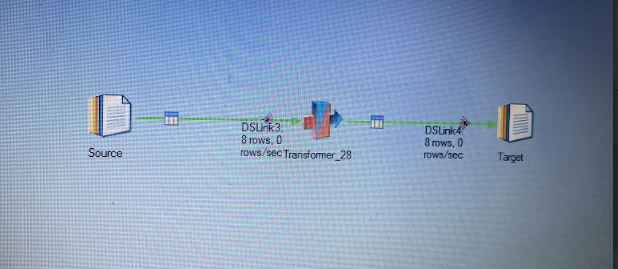 Source
DSLink3
8 rows, 0
rows/sec
Transformer_28
DSLink4
8 rows, 0
rows/sec
Target